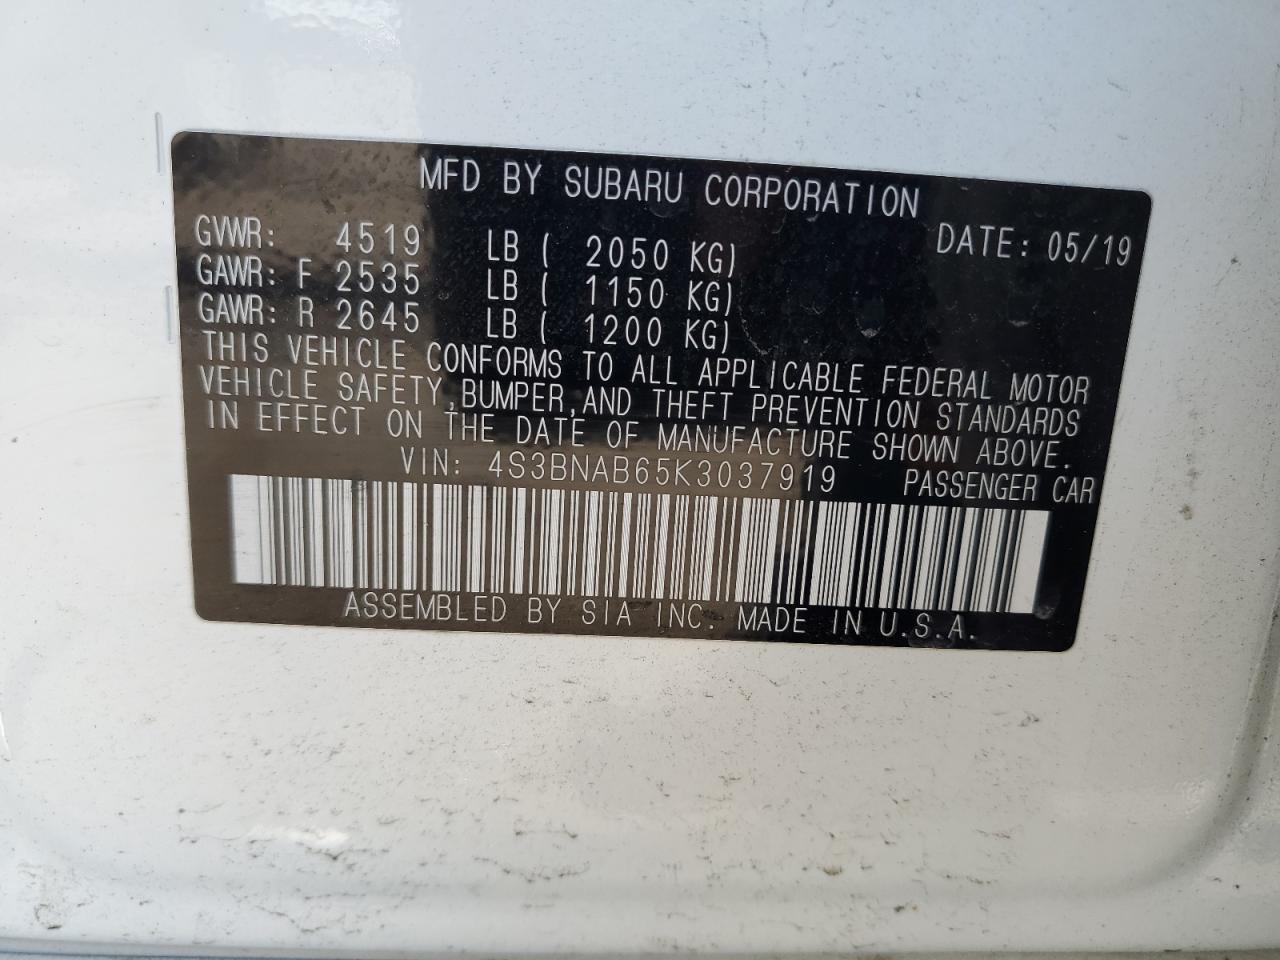 MFD BY SUBARU CORPORATION
GVWR: 4519 LB ( 2050 KG) DATE: 05/19
GAWR: F 2535 LB ( 1150 KG)
GAWR: R 2645 LB ( 1200 KG)
THIS VEHICLE CONFORMS TO ALL APPLICABLE FEDERAL MOTOR
VEHICLE SAFETY,BUMPER,AND THEFT PREVENTION STANDARDS
IN EFFECT ON THE DATE OF MANUFACTURE SHOWN ABOVE.
VIN: 4S3BNAB65K3037919 PASSENGER CAR
ASSEMBLED BY SIA INC. MADE IN U.S.A.